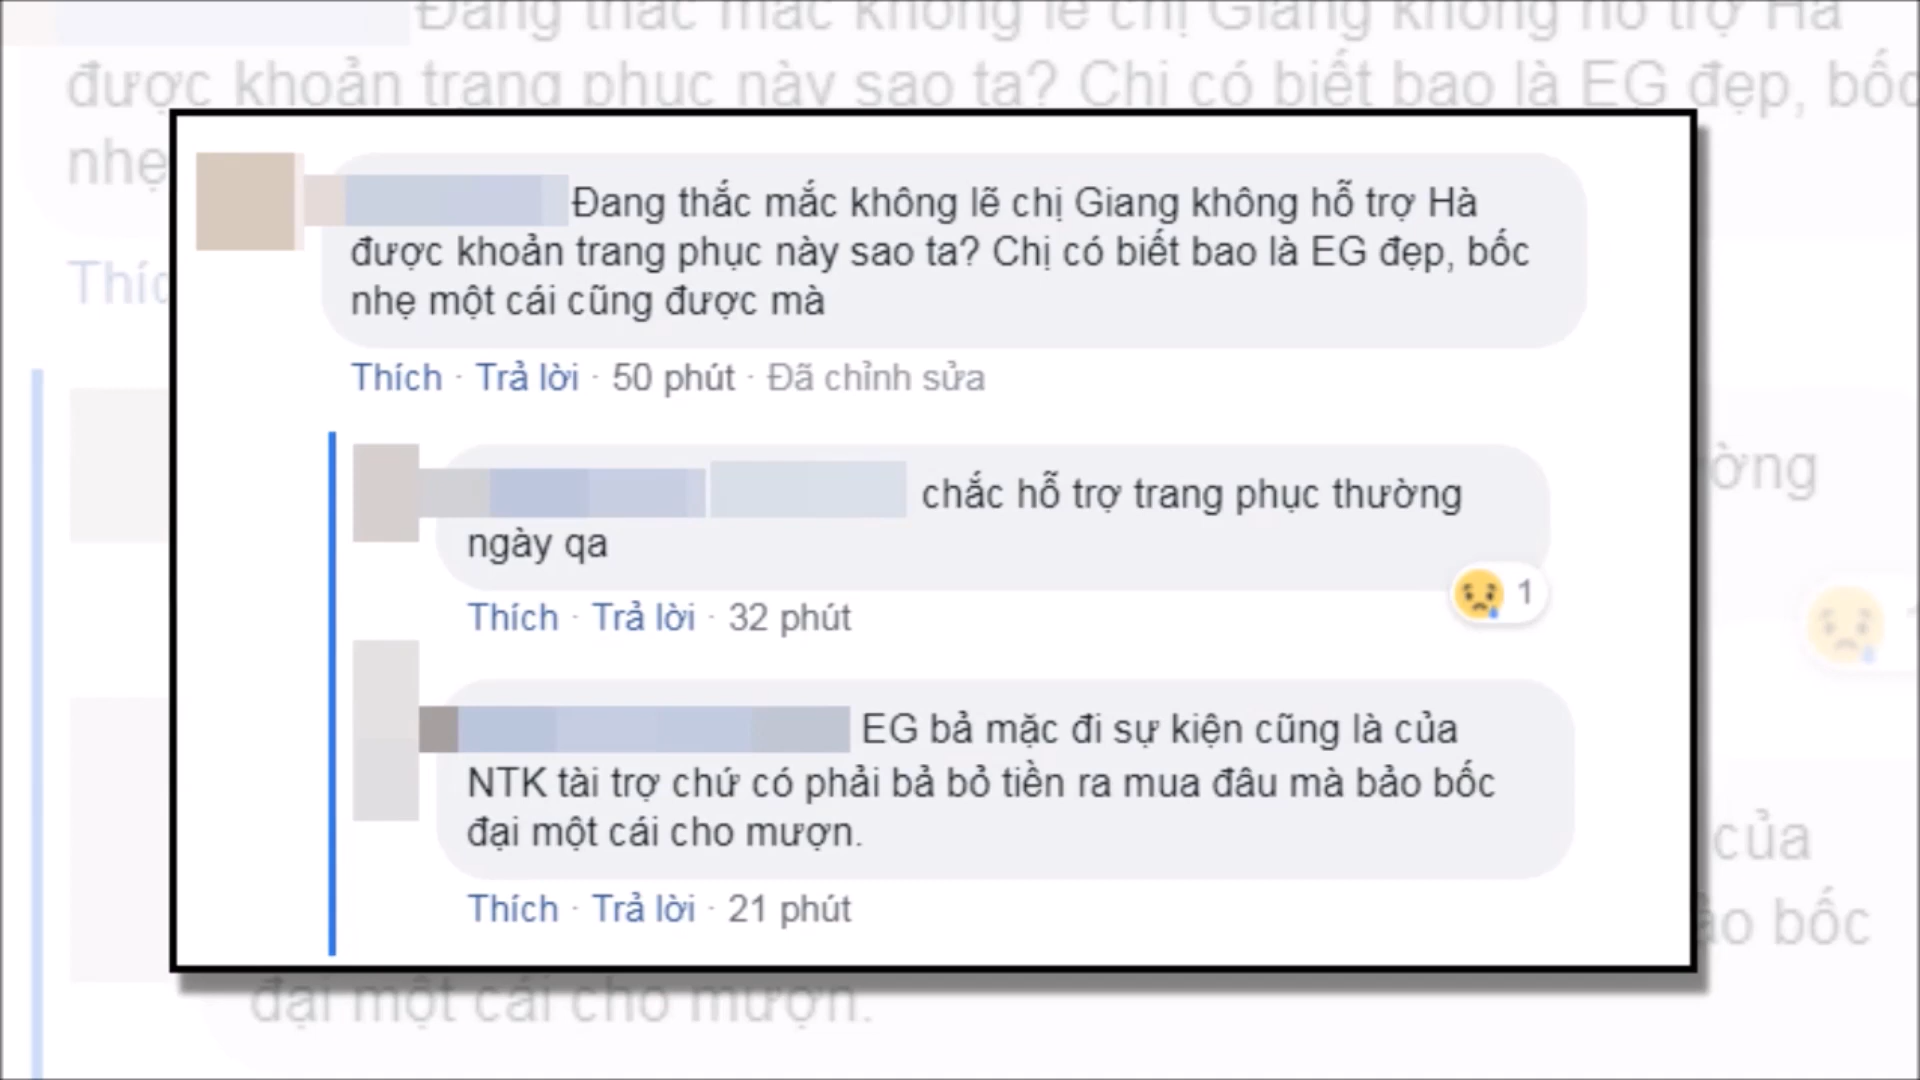 Đang thắc mắc không lẽ chị Giang không hỗ trợ Hà
được khoản trang phục này sao ta? Chị có biết bao là EG đẹp, bốc
nhẹ một cái cũng được mà
Thích · Trả lời · 50 phút · Đã chỉnh sửa
chắc hỗ trợ trang phục thường
ngày qa
1
Thích · Trả lời · 32 phút
EG bả mặc đi sự kiện cũng là của
NTK tài trợ chứ có phải bả bỏ tiền ra mua đâu mà bảo bốc
đại một cái cho mượn.
Thích · Trả lời · 21 phút